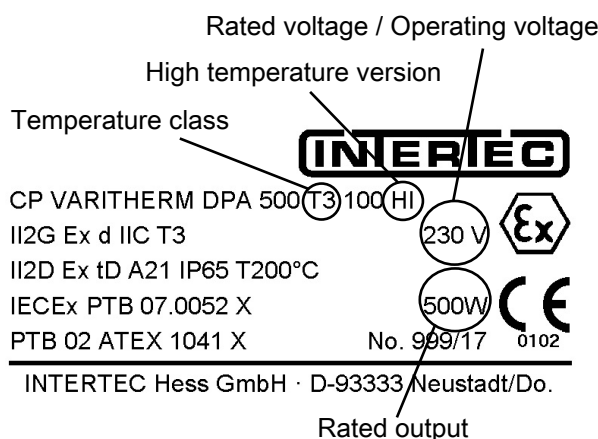 Rated voltage / Operating voltage
High temperature version
Temperature class
INTERTEC
CP VARITHERM DPA 500 T3 100 HI
II2G Ex d IIC T3 230 V Ex
II2D Ex tD A21 IP65 T200°C
IECEx PTB 07.0052 X 500W CE
PTB 02 ATEX 1041 X No. 999/17 0102
INTERTEC Hess GmbH · D-93333 Neustadt/Do.
Rated output